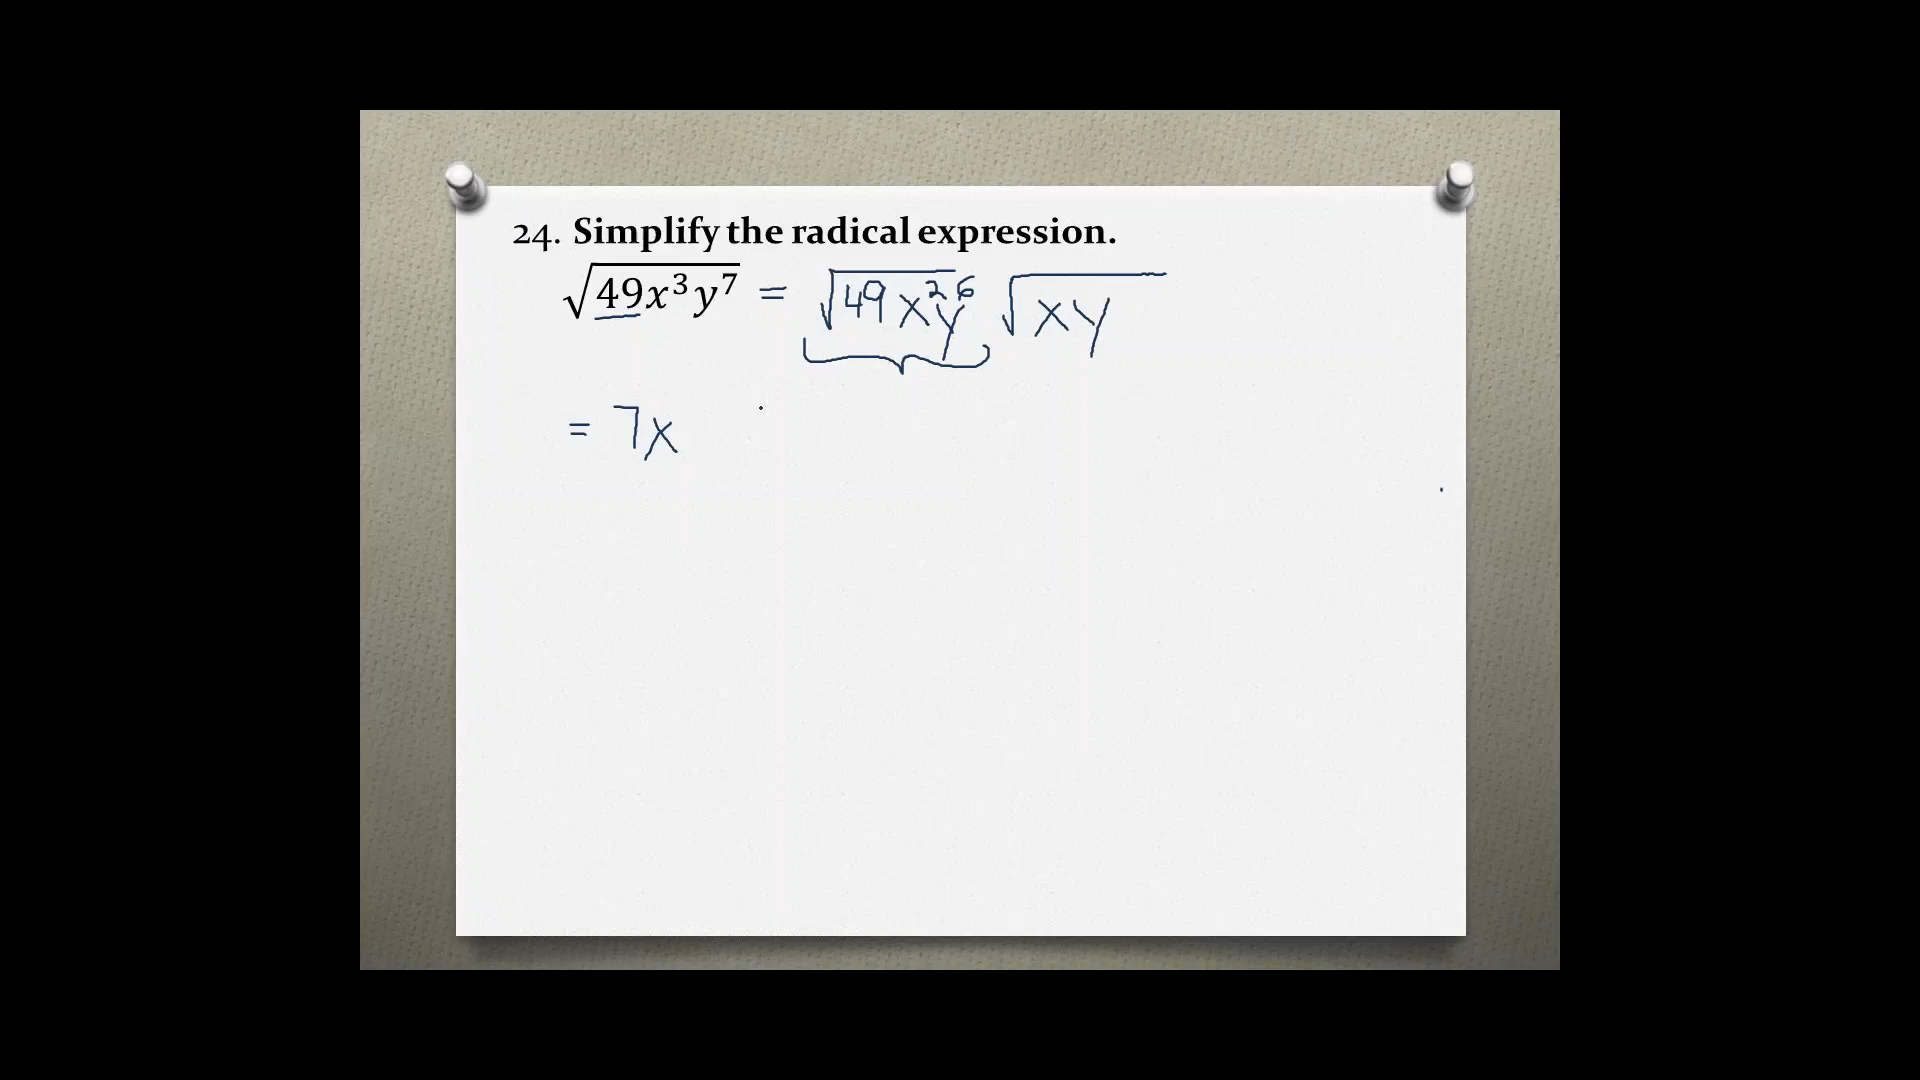 24. Simplify the radical expression.
√49x³y⁷ = √49x²y⁶ √xy
= 7x